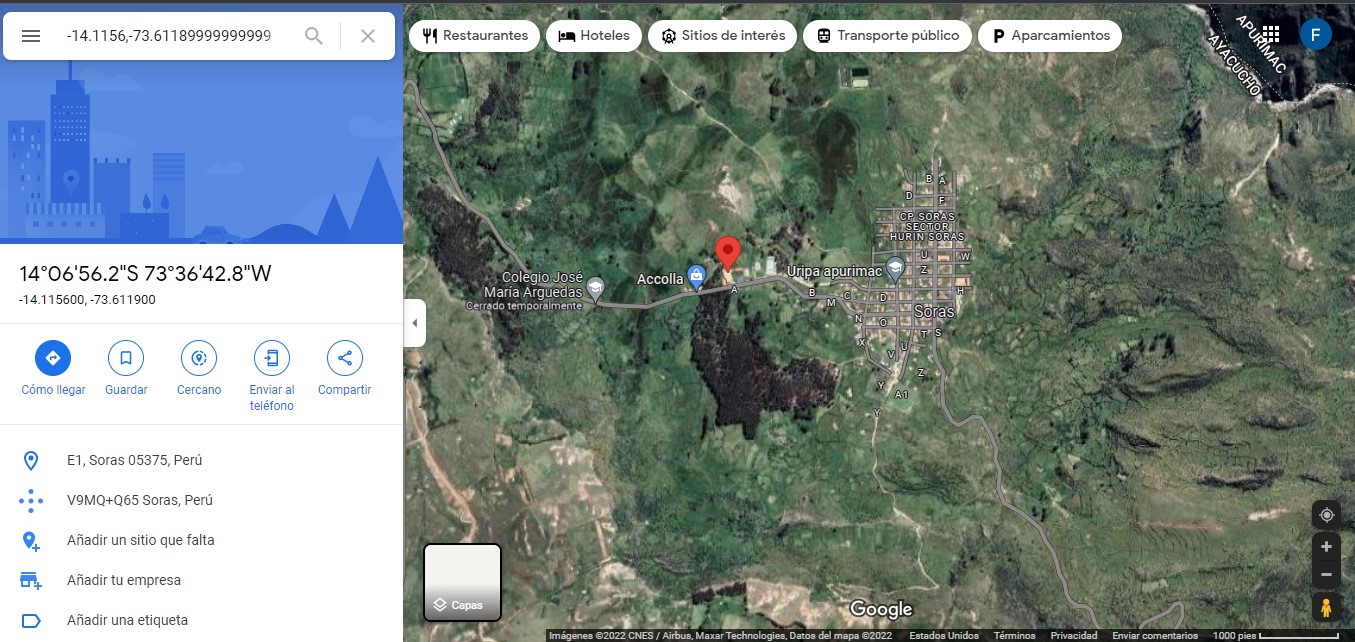 -14.1156,-73.61189999999999
Restaurantes
Hoteles
Sitios de interés
Transporte público
Aparcamientos
F
APURIMAC
AYACUCHO
14°06'56.2"S 73°36'42.8"W
-14.115600, -73.611900
Cómo llegar
Guardar
Cercano
Enviar al
teléfono
Compartir
E1, Soras 05375, Perú
V9MQ+Q65 Soras, Perú
Añadir un sitio que falta
Añadir tu empresa
Añadir una etiqueta
B A
D
F
CP SORAS
SECTOR
HURIN SORAS
U
W
Z
Colegio José
María Arguedas
Cerrado temporalmente
Accolla
A
Uripa apurimac
B
M
C
D
H
Soras
N
O
T
S
X
U
V
Z
Y
A1
Y
Capas
Google
Imágenes ©2022 CNES / Airbus, Maxar Technologies, Datos del mapa ©2022
Estados Unidos
Términos
Privacidad
Enviar comentarios
1000 pies